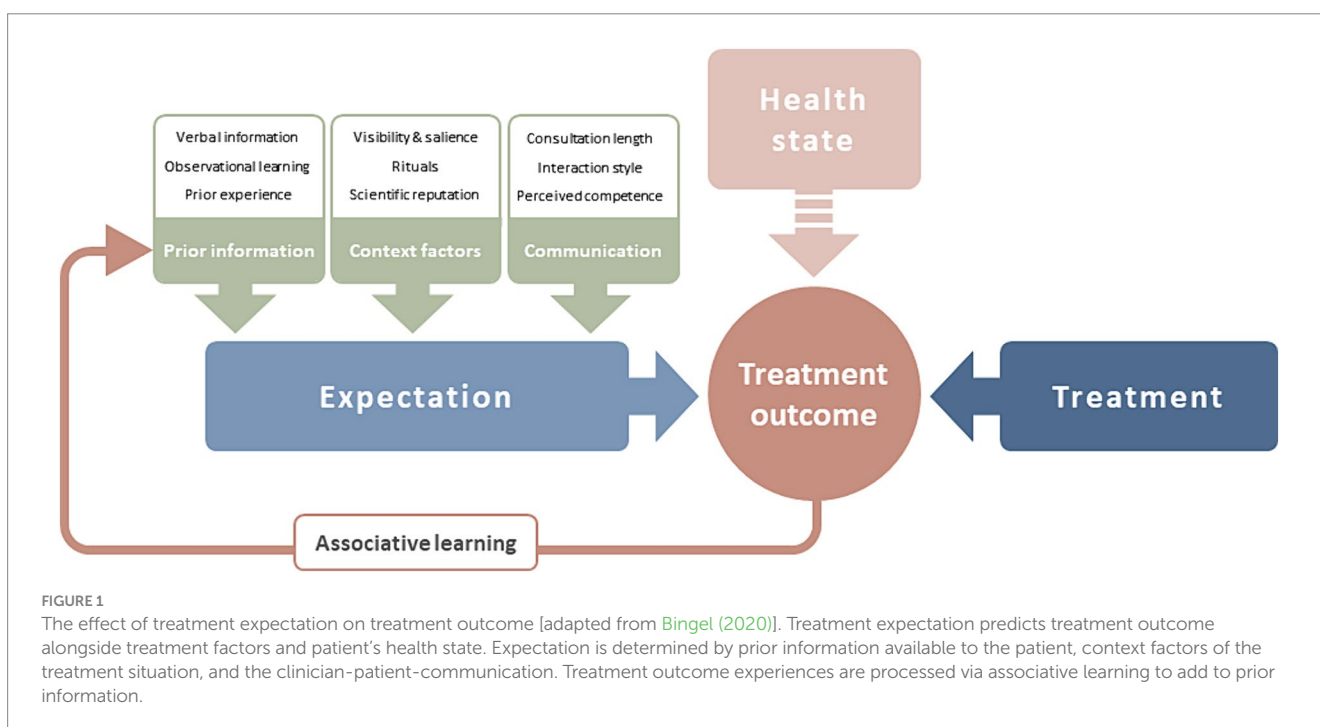 Health
state
Verbal information
Observational learning
Prior experience
Prior information
Visibility & salience
Rituals
Scientific reputation
Context factors
Consultation length
Interaction style
Perceived competence
Communication
Expectation
Treatment
outcome
Treatment
Associative learning
FIGURE 1
The effect of treatment expectation on treatment outcome [adapted from Bingel (2020)]. Treatment expectation predicts treatment outcome
alongside treatment factors and patient's health state. Expectation is determined by prior information available to the patient, context factors of
the treatment situation, and the clinician-patient-communication. Treatment outcome experiences are processed via associative learning to add to prior
information.